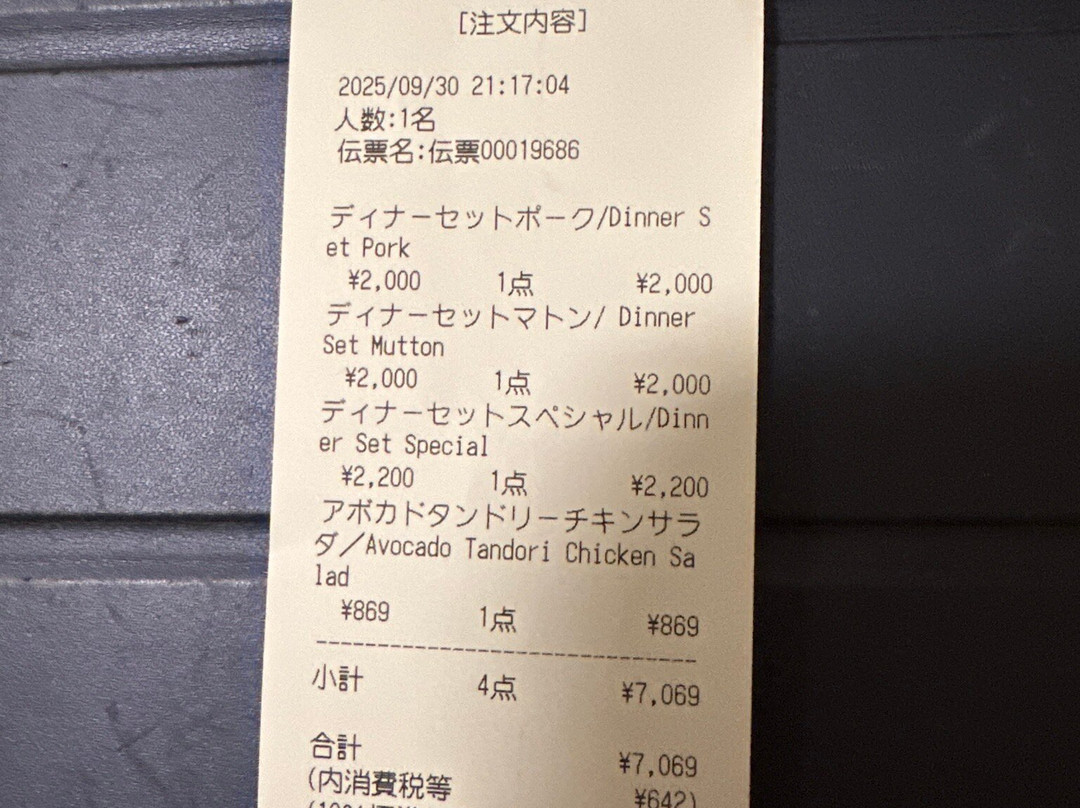 [注文内容]
2025/09/30 21:17:04
人数:1名
伝票名:伝票00019686
ディナーセットポーク/Dinner S
et Pork
¥2,000 1点 ¥2,000
ディナーセットマトン/ Dinner
Set Mutton
¥2,000 1点 ¥2,000
ディナーセットスペシャル/Dinn
er Set Special
¥2,200 1点 ¥2,200
アボカドタンドリーチキンサラ
ダ／Avocado Tandori Chicken Sa
lad
¥869 1点 ¥869
小計 4点 ¥7,069
合計 ¥7,069
(内消費税等 ¥642)